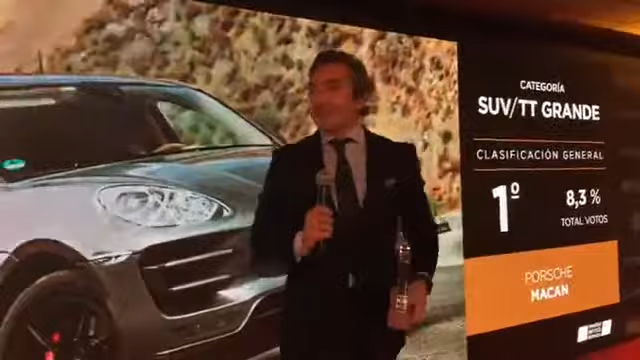 CATEGORÍA
SUV/TT GRANDE
CLASIFICACIÓN GENERAL
1º
8,3 %
TOTAL VOTOS
PORSCHE
MACAN